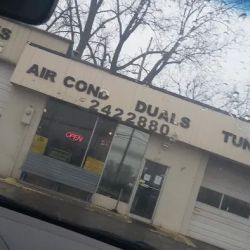 AIR COND DUALS TUN
2422880
OPEN